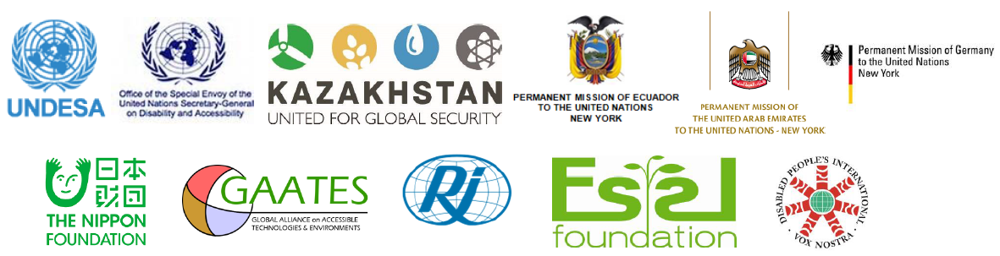 UNDESA
Office of the Special Envoy of the
United Nations Secretary-General
on Disability and Accessibility
KAZAKHSTAN
UNITED FOR GLOBAL SECURITY
PERMANENT MISSION OF ECUADOR
TO THE UNITED NATIONS
NEW YORK
PERMANENT MISSION OF
THE UNITED ARAB EMIRATES
TO THE UNITED NATIONS - NEW YORK
Permanent Mission of Germany
to the United Nations
New York
日本
財団
THE NIPPON
FOUNDATION
GAATES
GLOBAL ALLIANCE on ACCESSIBLE
TECHNOLOGIES & ENVIRONMENTS
RI
Essl
foundation
DISABLED PEOPLE'S INTERNATIONAL
· VOX NOSTRA ·